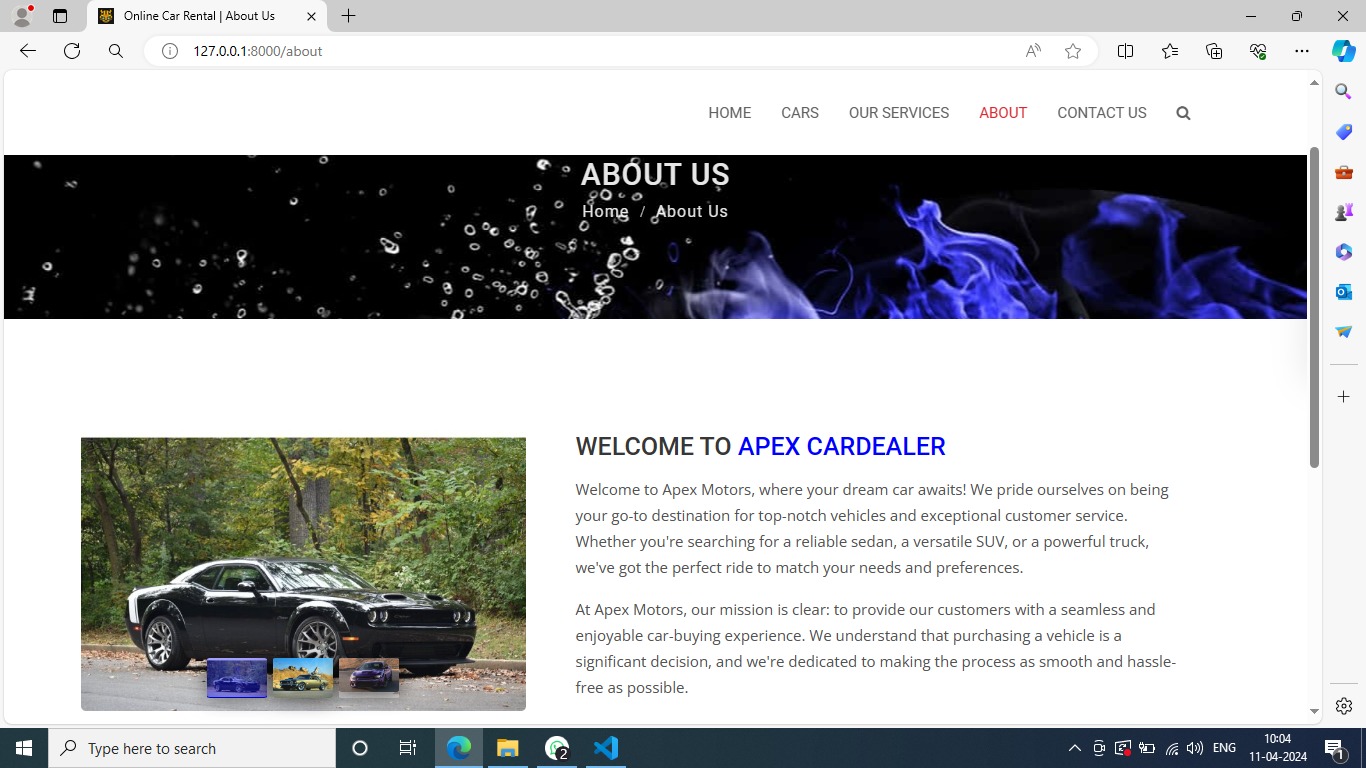 Online Car Rental | About Us
127.0.0.1:8000/about
HOME CARS OUR SERVICES ABOUT CONTACT US
ABOUT US
Home / About Us
WELCOME TO APEX CARDEALER
Welcome to Apex Motors, where your dream car awaits! We pride ourselves on being
your go-to destination for top-notch vehicles and exceptional customer service.
Whether you're searching for a reliable sedan, a versatile SUV, or a powerful truck,
we've got the perfect ride to match your needs and preferences.
At Apex Motors, our mission is clear: to provide our customers with a seamless and
enjoyable car-buying experience. We understand that purchasing a vehicle is a
significant decision, and we're dedicated to making the process as smooth and hassle-
free as possible.
Type here to search
2
ENG
10:04
11-04-2024
1